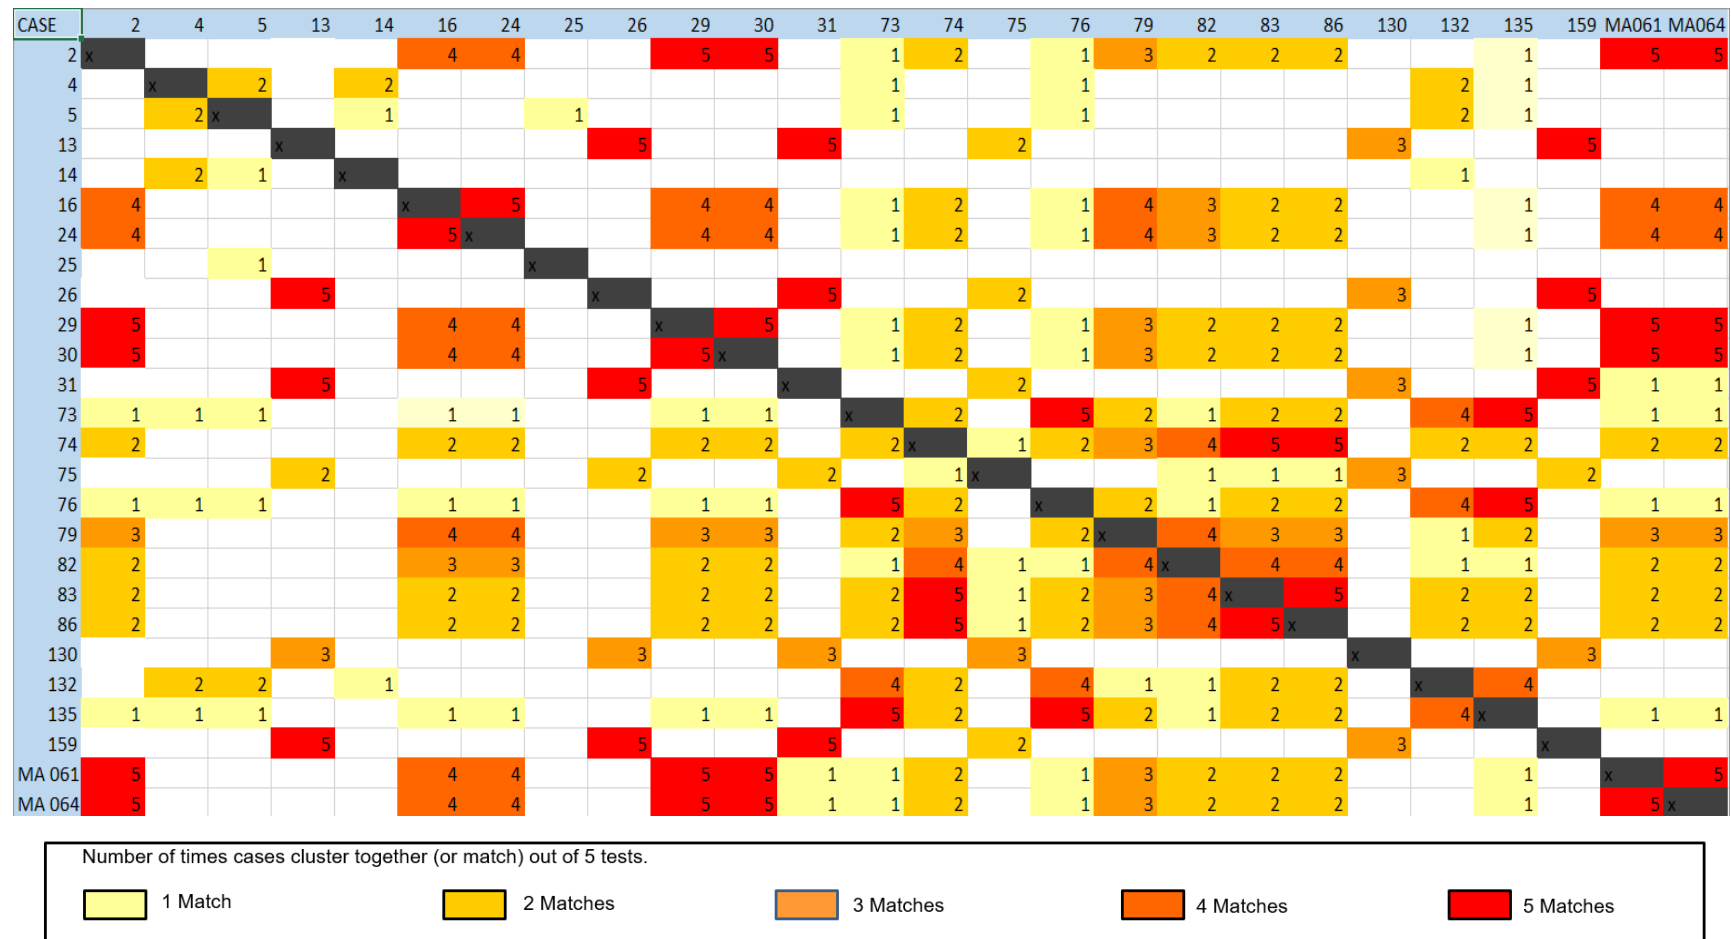 CASE 2 4 5 13 14 16 24 25 26 29 30 31 73 74 75 76 79 82 83 86 130 132 135 159 MA061 MA064
2 x 4 4 5 5 1 2 1 3 2 2 2 1 5 5
4 x 2 2 1 1 2 1
5 2 x 1 1 1 1 2 1
13 x 5 5 2 3 5
14 2 1 x 1
16 4 x 5 4 4 1 2 1 4 3 2 2 1 4 4
24 4 5 x 4 4 1 2 1 4 3 2 2 1 4 4
25 1 x
26 5 x 5 2 3 5
29 5 4 4 x 5 1 2 1 3 2 2 2 1 5 5
30 5 4 4 5 x 1 2 1 3 2 2 2 1 5 5
31 5 5 x 2 3 5 1 1
73 1 1 1 1 1 1 1 x 2 5 2 1 2 2 4 5 1 1
74 2 2 2 2 2 2 x 1 2 3 4 5 5 2 2 2 2
75 2 2 2 1 x 1 1 1 3 2
76 1 1 1 1 1 1 1 5 2 x 2 1 2 2 4 5 1 1
79 3 4 4 3 3 2 3 2 x 4 3 3 1 2 3 3
82 2 3 3 2 2 1 4 1 1 4 x 4 4 1 1 2 2
83 2 2 2 2 2 2 5 1 2 3 4 x 5 2 2 2 2
86 2 2 2 2 2 2 5 1 2 3 4 5 x 2 2 2 2
130 3 3 3 3 x 3
132 2 2 1 4 2 4 1 1 2 2 x 4
135 1 1 1 1 1 1 1 5 2 5 2 1 2 2 4 x 1 1
159 5 5 5 2 3 x
MA 061 5 4 4 5 5 1 1 2 1 3 2 2 2 1 x 5
MA 064 5 4 4 5 5 1 1 2 1 3 2 2 2 1 5 x
Number of times cases cluster together (or match) out of 5 tests.
1 Match 2 Matches 3 Matches 4 Matches 5 Matches